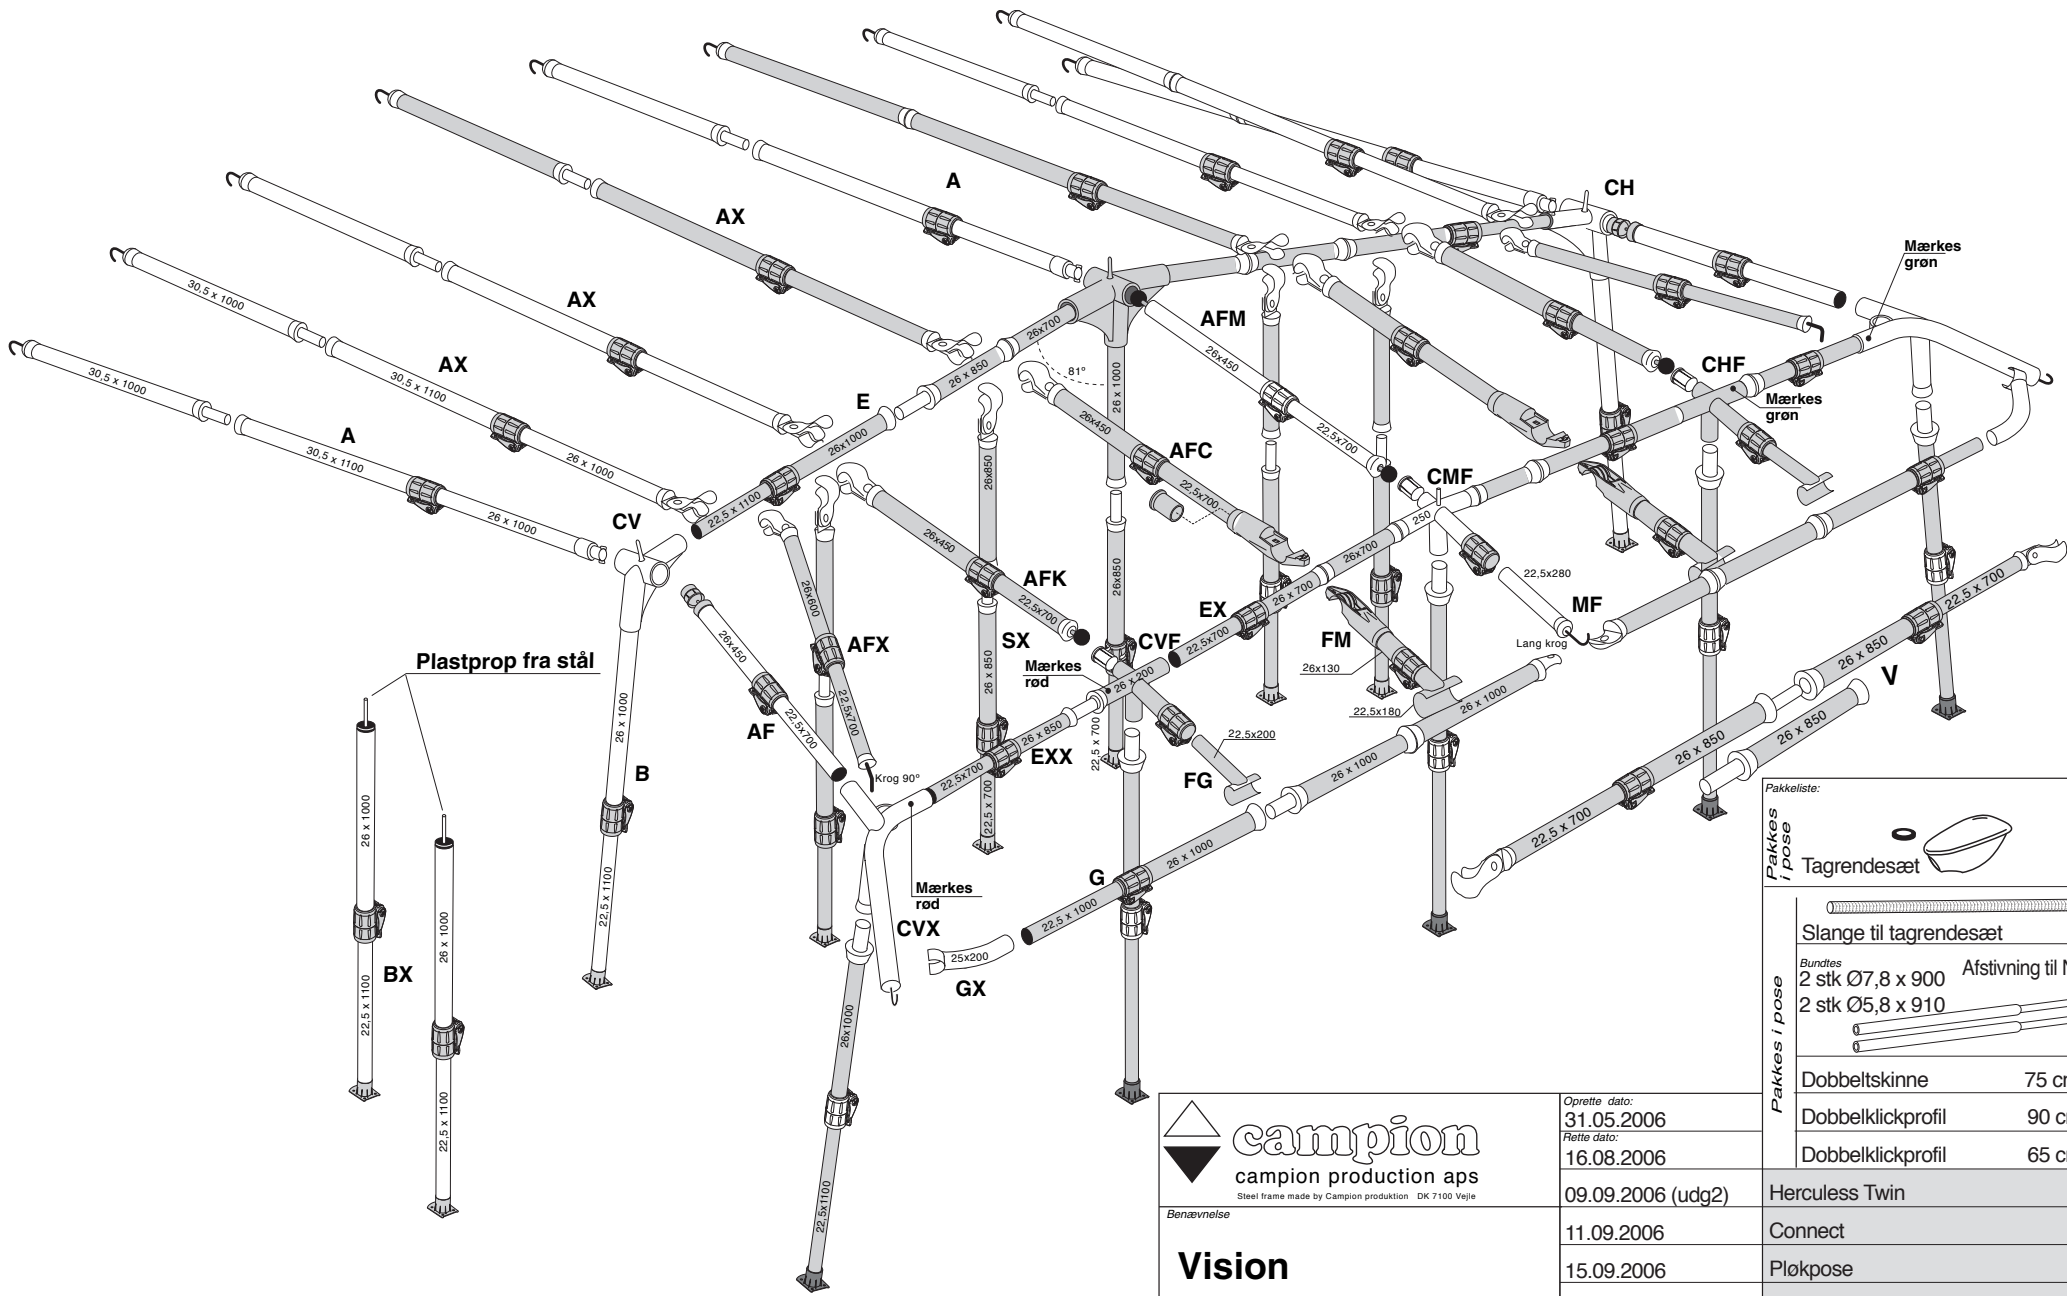 CH
A
AX
Mærkes
grøn
AX
AFM
26x700
26x450
30,5 x 1000
81°
26 x 850
26 x 1000
CHF
Mærkes
grøn
AX
30,5 x 1100
30,5 x 1000
E
26x1000
26x450
AFC
22,5x700
A
30,5 x 1100
26 x 1000
26x850
22,5x700
CMF
250
22,5 x 1100
26 x 1000
CV
26x450
26x850
26x700
22,5x280
AFK
22,5x700
26x600
EX
26 x 700
MF
Lang krog
22,5 x 700
AFX
SX
CVF
22,5x700
FM
26x130
26x450
Mærkes
rød
26 x 200
26 x 850
V
Plastprop fra stål
26 x 850
22,5x180
26 x 1000
26 x 850
26 x 1000
AF
22,5x700
22,5x700
26 x 850
22,5 x 700
22,5x200
26 x 850
B
Krog 90°
EXX
22,5x700
FG
26 x 1000
22,5 x 700
22,5 x 700
26 x 1000
26 x 1000
22,5 x 1100
Mærkes
rød
G
26 x 1000
22,5 x 1000
26 x 1000
CVX
25x200
GX
BX
22,5 x 1100
26x1000
22,5 x 1100
22,5x1100
Pakkeliste:
Pakkes
i pose
Tagrendesæt
Pakkes i pose
Slange til tagrendesæt
Bundtes
2 stk Ø7,8 x 900 Afstivning til
2 stk Ø5,8 x 910
Dobbeltskinne 75
Dobbelklickprofil 90
Dobbelklickprofil 65
Herculess Twin
Connect
Pløkpose
campion
campion production aps
Steel frame made by Campion produktion DK 7100 Vejle
Benævnelse
Vision
Oprette dato:
31.05.2006
Rette dato:
16.08.2006
09.09.2006 (udg2)
11.09.2006
15.09.2006